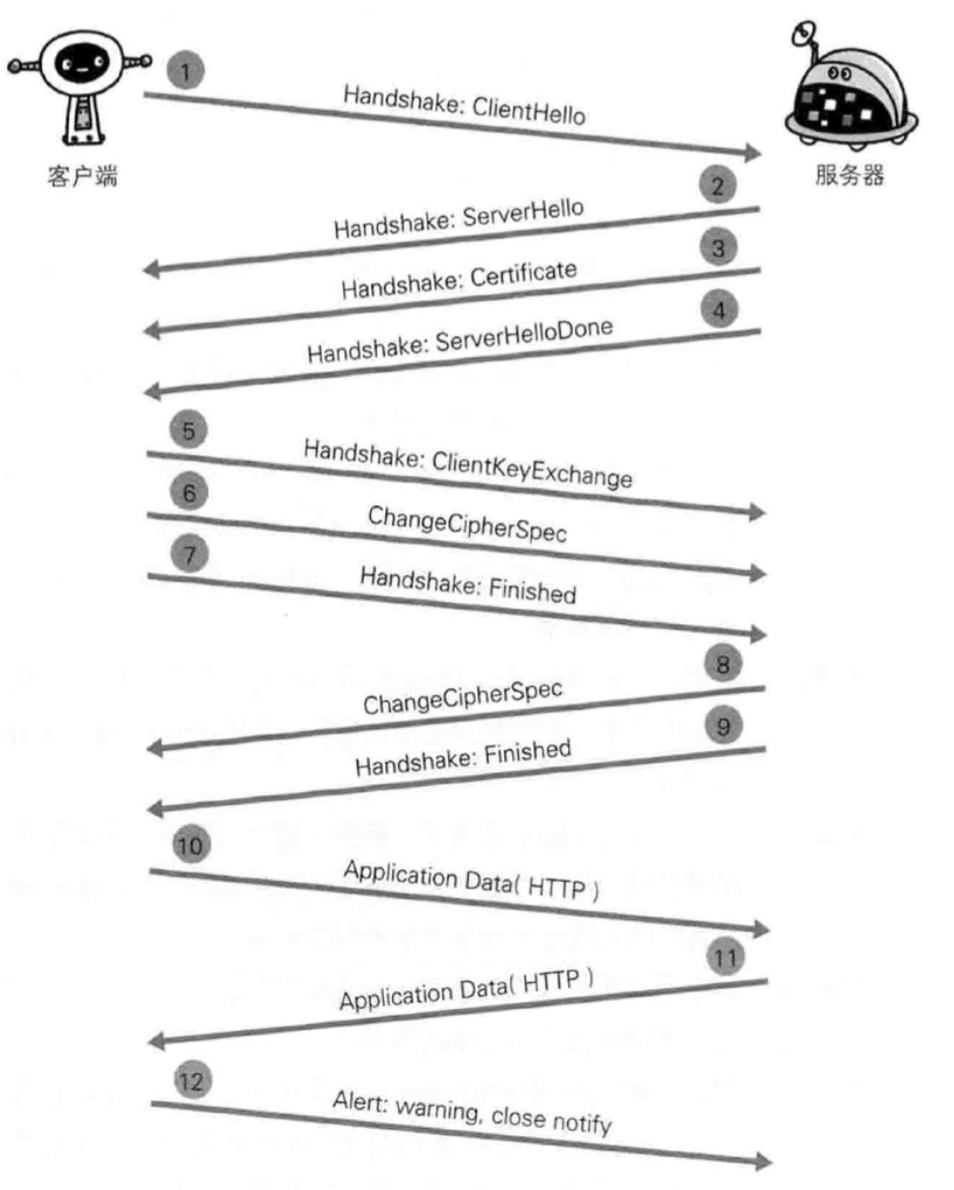 1
Handshake: ClientHello
客户端
服务器
2
Handshake: ServerHello
3
Handshake: Certificate
4
Handshake: ServerHelloDone
5
Handshake: ClientKeyExchange
6
ChangeCipherSpec
7
Handshake: Finished
8
ChangeCipherSpec
9
Handshake: Finished
10
Application Data( HTTP )
11
Application Data( HTTP )
12
Alert: warning, close notify